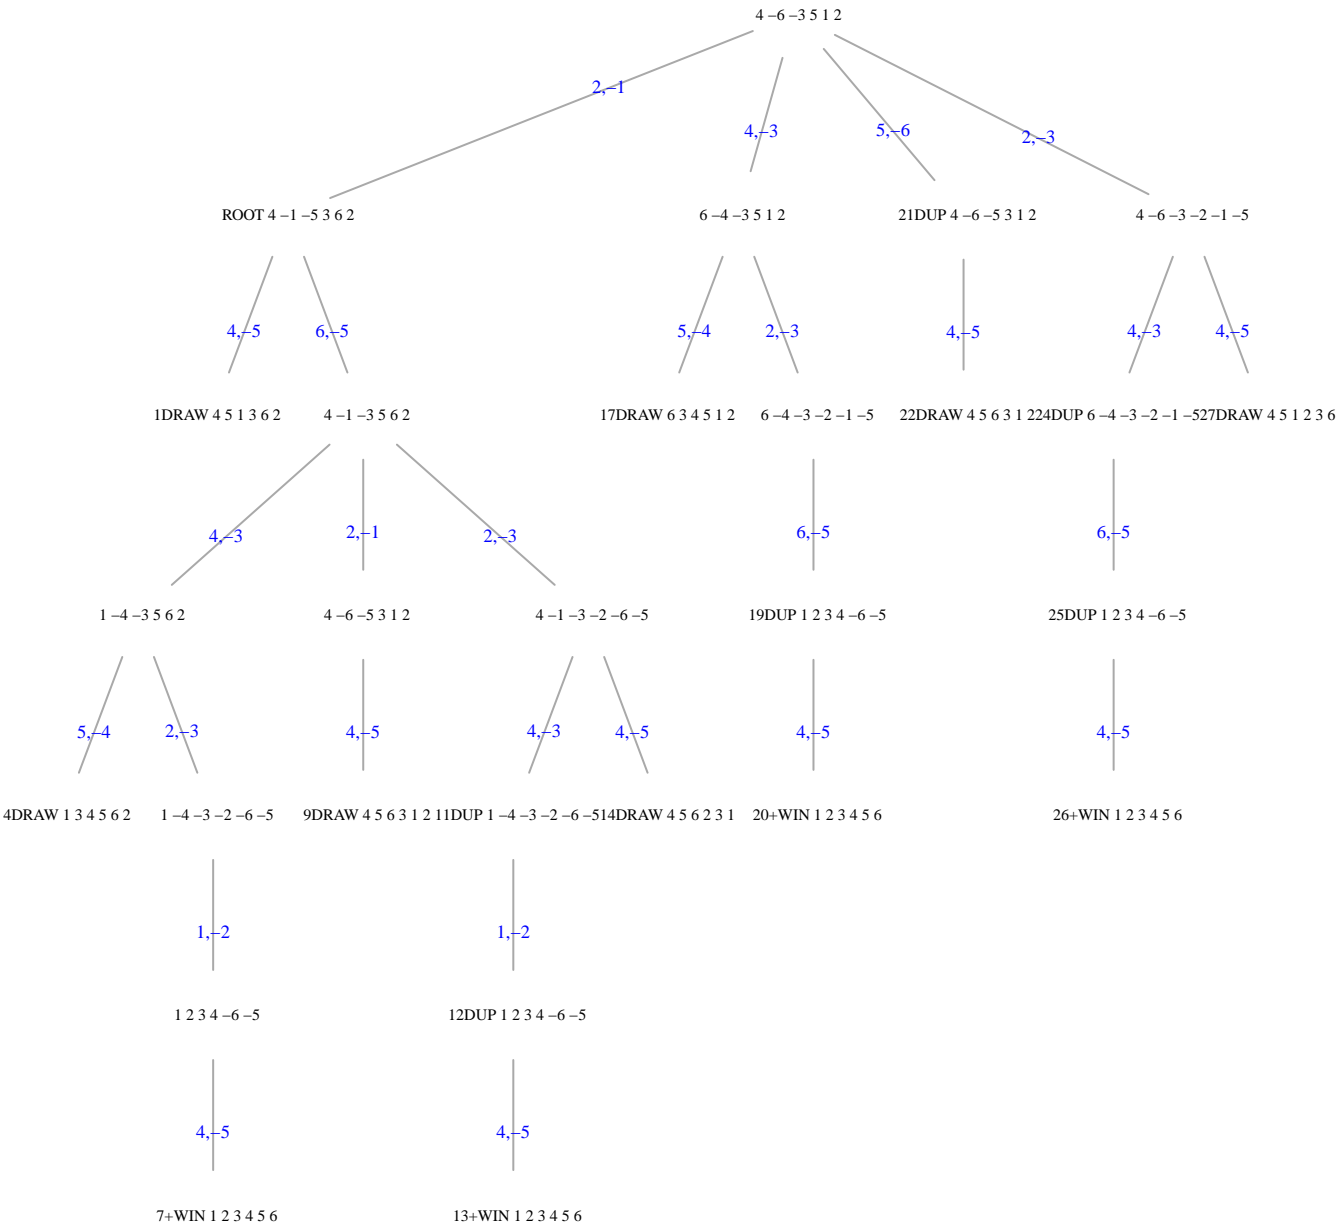 4 –6 –3 5 1 2
2,–1
4,–3
5,–6
2,–3
ROOT 4 –1 –5 3 6 2
6 –4 –3 5 1 2
21DUP 4 –6 –5 3 1 2
4 –6 –3 –2 –1 –5
4,–5
6,–5
5,–4
2,–3
4,–5
4,–3
4,–5
1DRAW 4 5 1 3 6 2
4 –1 –3 5 6 2
17DRAW 6 3 4 5 1 2
6 –4 –3 –2 –1 –5
22DRAW 4 5 6 3 1 2
24DUP 6 –4 –3 –2 –1 –5
27DRAW 4 5 1 2 3 6
4,–3
2,–1
2,–3
6,–5
6,–5
1 –4 –3 5 6 2
4 –6 –5 3 1 2
4 –1 –3 –2 –6 –5
19DUP 1 2 3 4 –6 –5
25DUP 1 2 3 4 –6 –5
5,–4
2,–3
4,–5
4,–3
4,–5
4,–5
4,–5
4DRAW 1 3 4 5 6 2
1 –4 –3 –2 –6 –5
9DRAW 4 5 6 3 1 2
11DUP 1 –4 –3 –2 –6 –5
14DRAW 4 5 6 2 3 1
20+WIN 1 2 3 4 5 6
26+WIN 1 2 3 4 5 6
1,–2
1,–2
1 2 3 4 –6 –5
12DUP 1 2 3 4 –6 –5
4,–5
4,–5
7+WIN 1 2 3 4 5 6
13+WIN 1 2 3 4 5 6